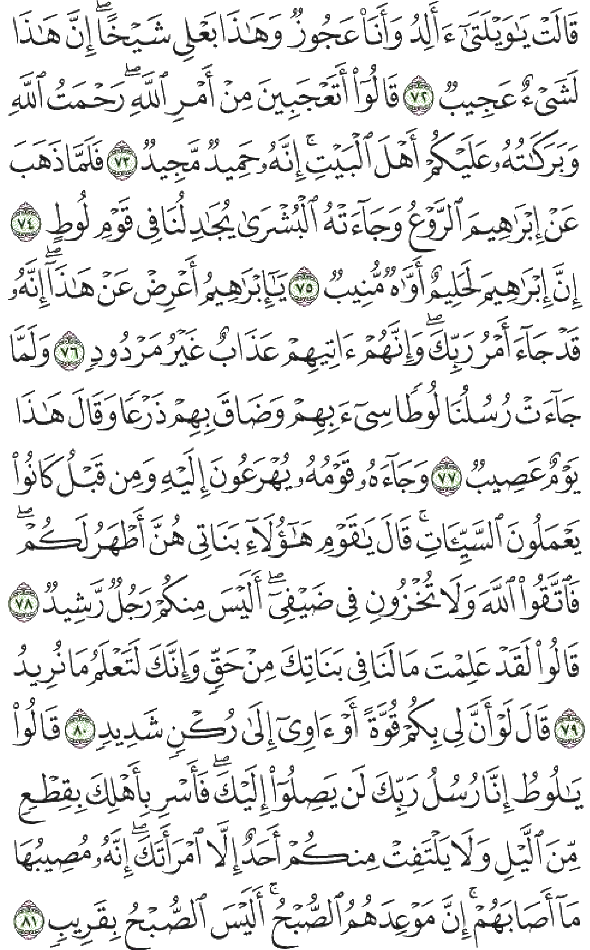 قَالَتْ يَٰوَيْلَتَىٰٓ ءَأَلِدُ وَأَنَا۠ عَجُوزٌ وَهَٰذَا بَعْلِى شَيْخًا ۖ إِنَّ هَٰذَا
لَشَىْءٌ عَجِيبٌ ٧٢ قَالُوٓا۟ أَتَعْجَبِينَ مِنْ أَمْرِ ٱللَّهِ ۖ رَحْمَتُ ٱللَّهِ
وَبَرَكَٰتُهُۥ عَلَيْكُمْ أَهْلَ ٱلْبَيْتِ ۚ إِنَّهُۥ حَمِيدٌ مَّجِيدٌ ٧٣ فَلَمَّا ذَهَبَ
عَنْ إِبْرَٰهِيمَ ٱلرَّوْعُ وَجَآءَتْهُ ٱلْبُشْرَىٰ يُجَٰدِلُنَا فِى قَوْمِ لُوطٍ ٧٤
إِنَّ إِبْرَٰهِيمَ لَحَلِيمٌ أَوَّٰهٌ مُّنِيبٌ ٧٥ يَٰٓإِبْرَٰهِيمُ أَعْرِضْ عَنْ هَٰذَآ ۖ إِنَّهُۥ
قَدْ جَآءَ أَمْرُ رَبِّكَ ۖ وَإِنَّهُمْ ءَاتِيهِمْ عَذَابٌ غَيْرُ مَرْدُودٍ ٧٦ وَلَمَّا
جَآءَتْ رُسُلُنَا لُوطًا سِىٓءَ بِهِمْ وَضَاقَ بِهِمْ ذَرْعًا وَقَالَ هَٰذَا
يَوْمٌ عَصِيبٌ ٧٧ وَجَآءَهُۥ قَوْمُهُۥ يُهْرَعُونَ إِلَيْهِ وَمِن قَبْلُ كَانُوا۟
يَعْمَلُونَ ٱلسَّيِّـَٔاتِ ۚ قَالَ يَٰقَوْمِ هَٰٓؤُلَآءِ بَنَاتِى هُنَّ أَطْهَرُ لَكُمْ ۖ
فَٱتَّقُوا۟ ٱللَّهَ وَلَا تُخْزُونِ فِى ضَيْفِىٓ ۖ أَلَيْسَ مِنكُمْ رَجُلٌ رَّشِيدٌ ٧٨
قَالُوا۟ لَقَدْ عَلِمْتَ مَا لَنَا فِى بَنَاتِكَ مِنْ حَقٍّ وَإِنَّكَ لَتَعْلَمُ مَا نُرِيدُ
٧٩ قَالَ لَوْ أَنَّ لِى بِكُمْ قُوَّةً أَوْ ءَاوِىٓ إِلَىٰ رُكْنٍ شَدِيدٍ ٨٠ قَالُوا۟
يَٰلُوطُ إِنَّا رُسُلُ رَبِّكَ لَن يَصِلُوٓا۟ إِلَيْكَ ۖ فَأَسْرِ بِأَهْلِكَ بِقِطْعٍ
مِّنَ ٱلَّيْلِ وَلَا يَلْتَفِتْ مِنكُمْ أَحَدٌ إِلَّا ٱمْرَأَتَكَ ۖ إِنَّهُۥ مُصِيبُهَا
مَآ أَصَابَهُمْ ۚ إِنَّ مَوْعِدَهُمُ ٱلصُّبْحُ ۚ أَلَيْسَ ٱلصُّبْحُ بِقَرِيبٍ ٨١